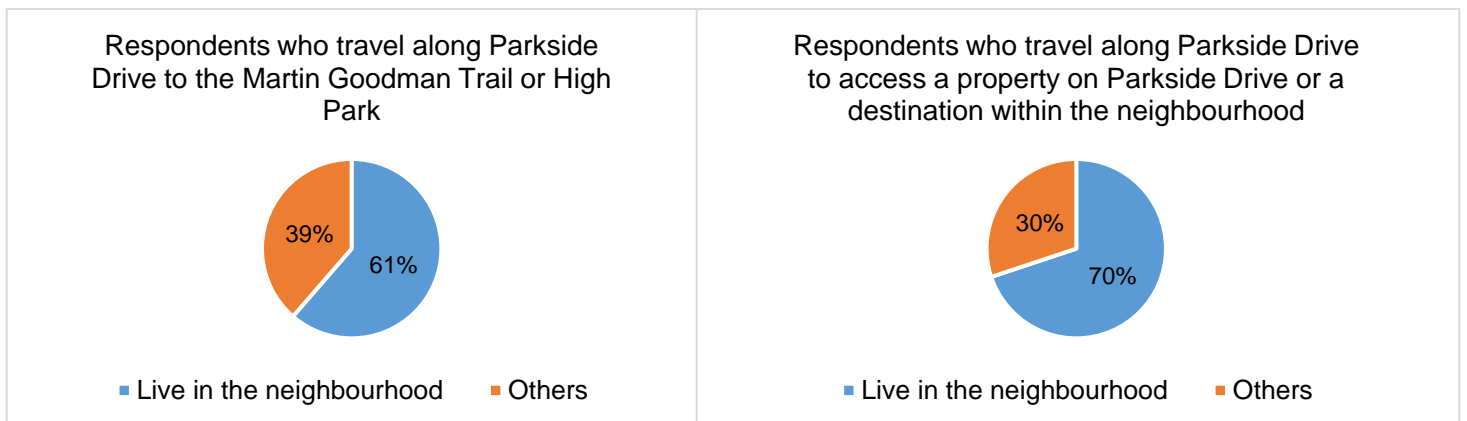 Respondents who travel along Parkside
Drive to the Martin Goodman Trail or High
Park
39%
61%
Live in the neighbourhood
Others
Respondents who travel along Parkside Drive
to access a property on Parkside Drive or a
destination within the neighbourhood
30%
70%
Live in the neighbourhood
Others